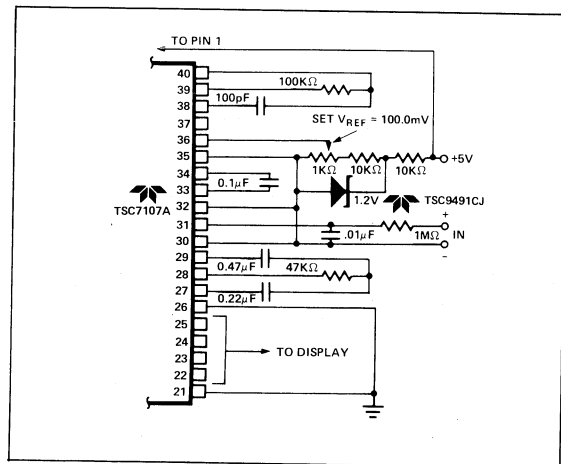 TO PIN 1
40
39
38
37
36
35
34
33
32
31
30
29
28
27
26
25
24
23
22
21
100KΩ
100pF
SET VREF = 100.0mV
1KΩ
10KΩ
10KΩ
+5V
0.1μF
1.2V
TSC9491CJ
TSC7107A
+
IN
-
.01μF
1MΩ
0.47μF
47KΩ
0.22μF
TO DISPLAY